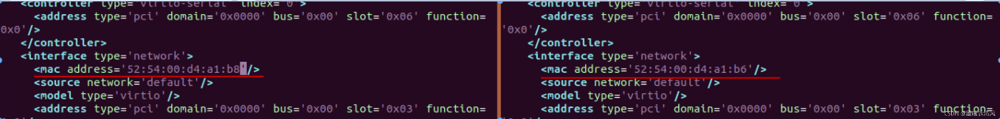 <controller type='virtio-serial' index='0'>
<address type='pci' domain='0x0000' bus='0x00' slot='0x06' function=
0x0'/>
</controller>
<interface type='network'>
<mac address='52:54:00:d4:a1:b8'/>
<source network='default'/>
<model type='virtio'/>
<address type='pci' domain='0x0000' bus='0x00' slot='0x03' function=
<controller type='virtio-serial' index='0'>
<address type='pci' domain='0x0000' bus='0x00' slot='0x06' function=
'0x0'/>
</controller>
<interface type='network'>
<mac address='52:54:00:d4:a1:b6'/>
<source network='default'/>
<model type='virtio'/>
<address type='pci' domain='0x0000' bus='0x00' slot='0x03' function=